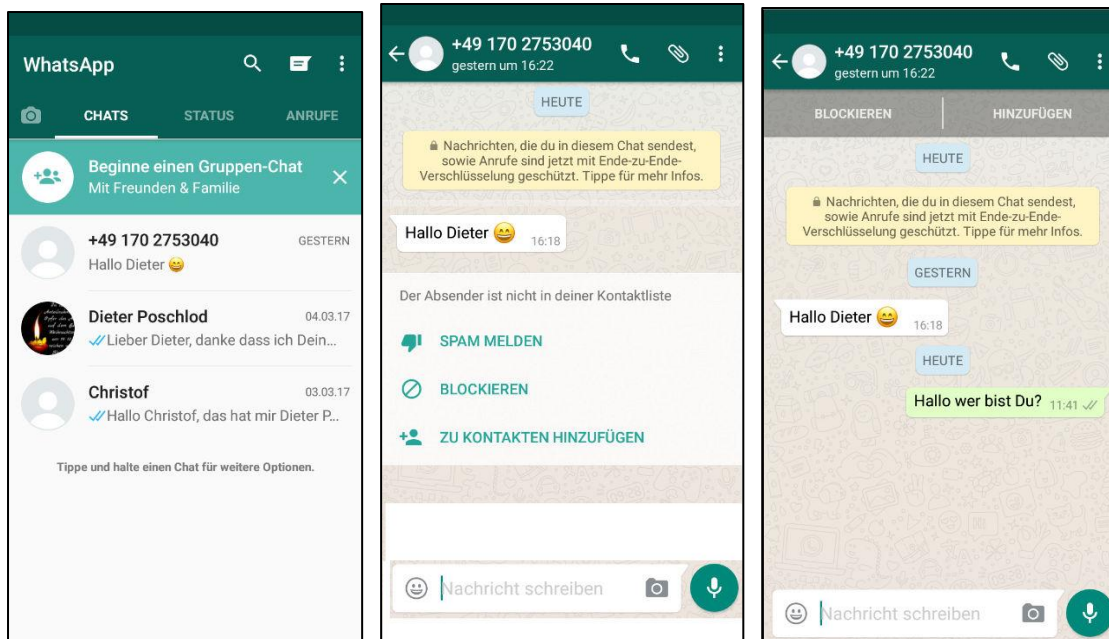 WhatsApp
CHATS STATUS ANRUFE
Beginne einen Gruppen-Chat
Mit Freunden & Familie
+49 170 2753040 GESTERN
Hallo Dieter 😄
Dieter Poschlod 04.03.17
Lieber Dieter, danke dass ich Dein...
Christof 03.03.17
Hallo Christof, das hat mir Dieter P...
Tippe und halte einen Chat für weitere Optionen.
+49 170 2753040
gestern um 16:22
HEUTE
Nachrichten, die du in diesem Chat sendest,
sowie Anrufe sind jetzt mit Ende-zu-Ende-
Verschlüsselung geschützt. Tippe für mehr Infos.
Hallo Dieter 😄 16:18
Der Absender ist nicht in deiner Kontaktliste
SPAM MELDEN
BLOCKIEREN
ZU KONTAKTEN HINZUFÜGEN
Nachricht schreiben
+49 170 2753040
gestern um 16:22
BLOCKIEREN HINZUFÜGEN
HEUTE
Nachrichten, die du in diesem Chat sendest,
sowie Anrufe sind jetzt mit Ende-zu-Ende-
Verschlüsselung geschützt. Tippe für mehr Infos.
GESTERN
Hallo Dieter 😄 16:18
HEUTE
Hallo wer bist Du? 11:41
Nachricht schreiben